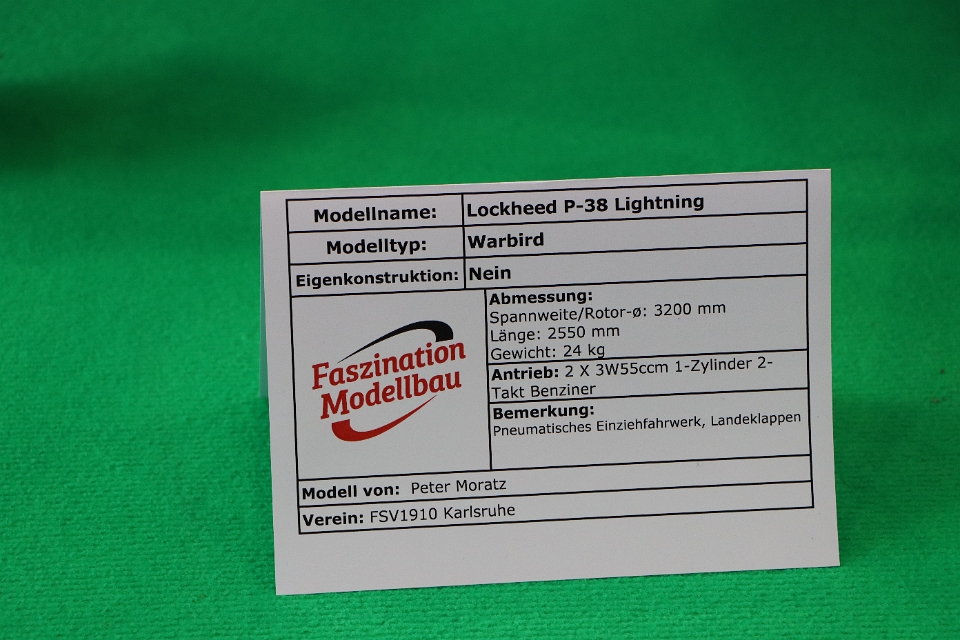 Modellname: Lockheed P-38 Lightning
Modelltyp: Warbird
Eigenkonstruktion: Nein
Faszination
Modellbau
Abmessung:
Spannweite/Rotor-ø: 3200 mm
Länge: 2550 mm
Gewicht: 24 kg
Antrieb: 2 X 3W55ccm 1-Zylinder 2-
Takt Benziner
Bemerkung:
Pneumatisches Einziehfahrwerk, Landeklappen
Modell von: Peter Moratz
Verein: FSV1910 Karlsruhe